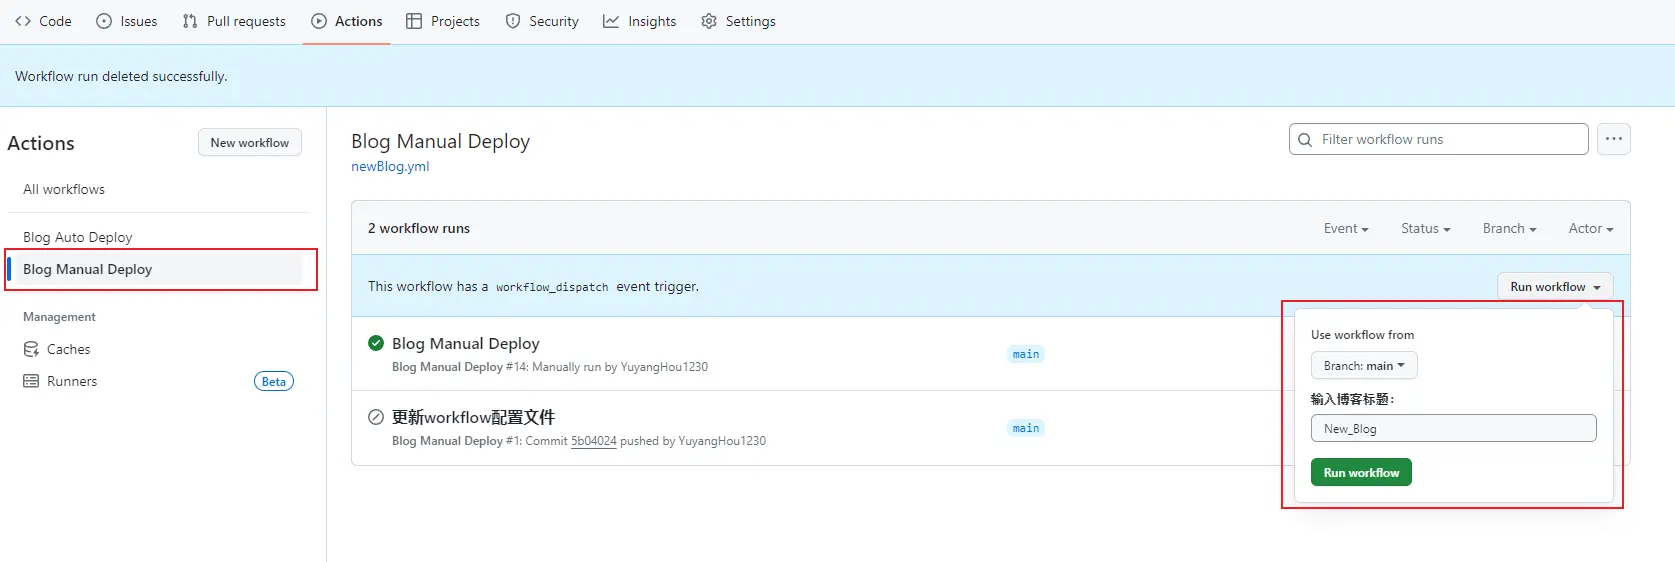 Code Issues Pull requests Actions Projects Security Insights Settings
Workflow run deleted successfully.
Actions
New workflow
All workflows
Blog Auto Deploy
Blog Manual Deploy
Management
Caches
Runners Beta
Blog Manual Deploy
newBlog.yml
Filter workflow runs
2 workflow runs
Event Status Branch Actor
This workflow has a workflow_dispatch event trigger.
Run workflow
Blog Manual Deploy
Blog Manual Deploy #14: Manually run by YuyangHou1230
main
更新workflow配置文件
Blog Manual Deploy #1: Commit 5b04024 pushed by YuyangHou1230
main
Use workflow from
Branch: main
输入博客标题:
New_Blog
Run workflow